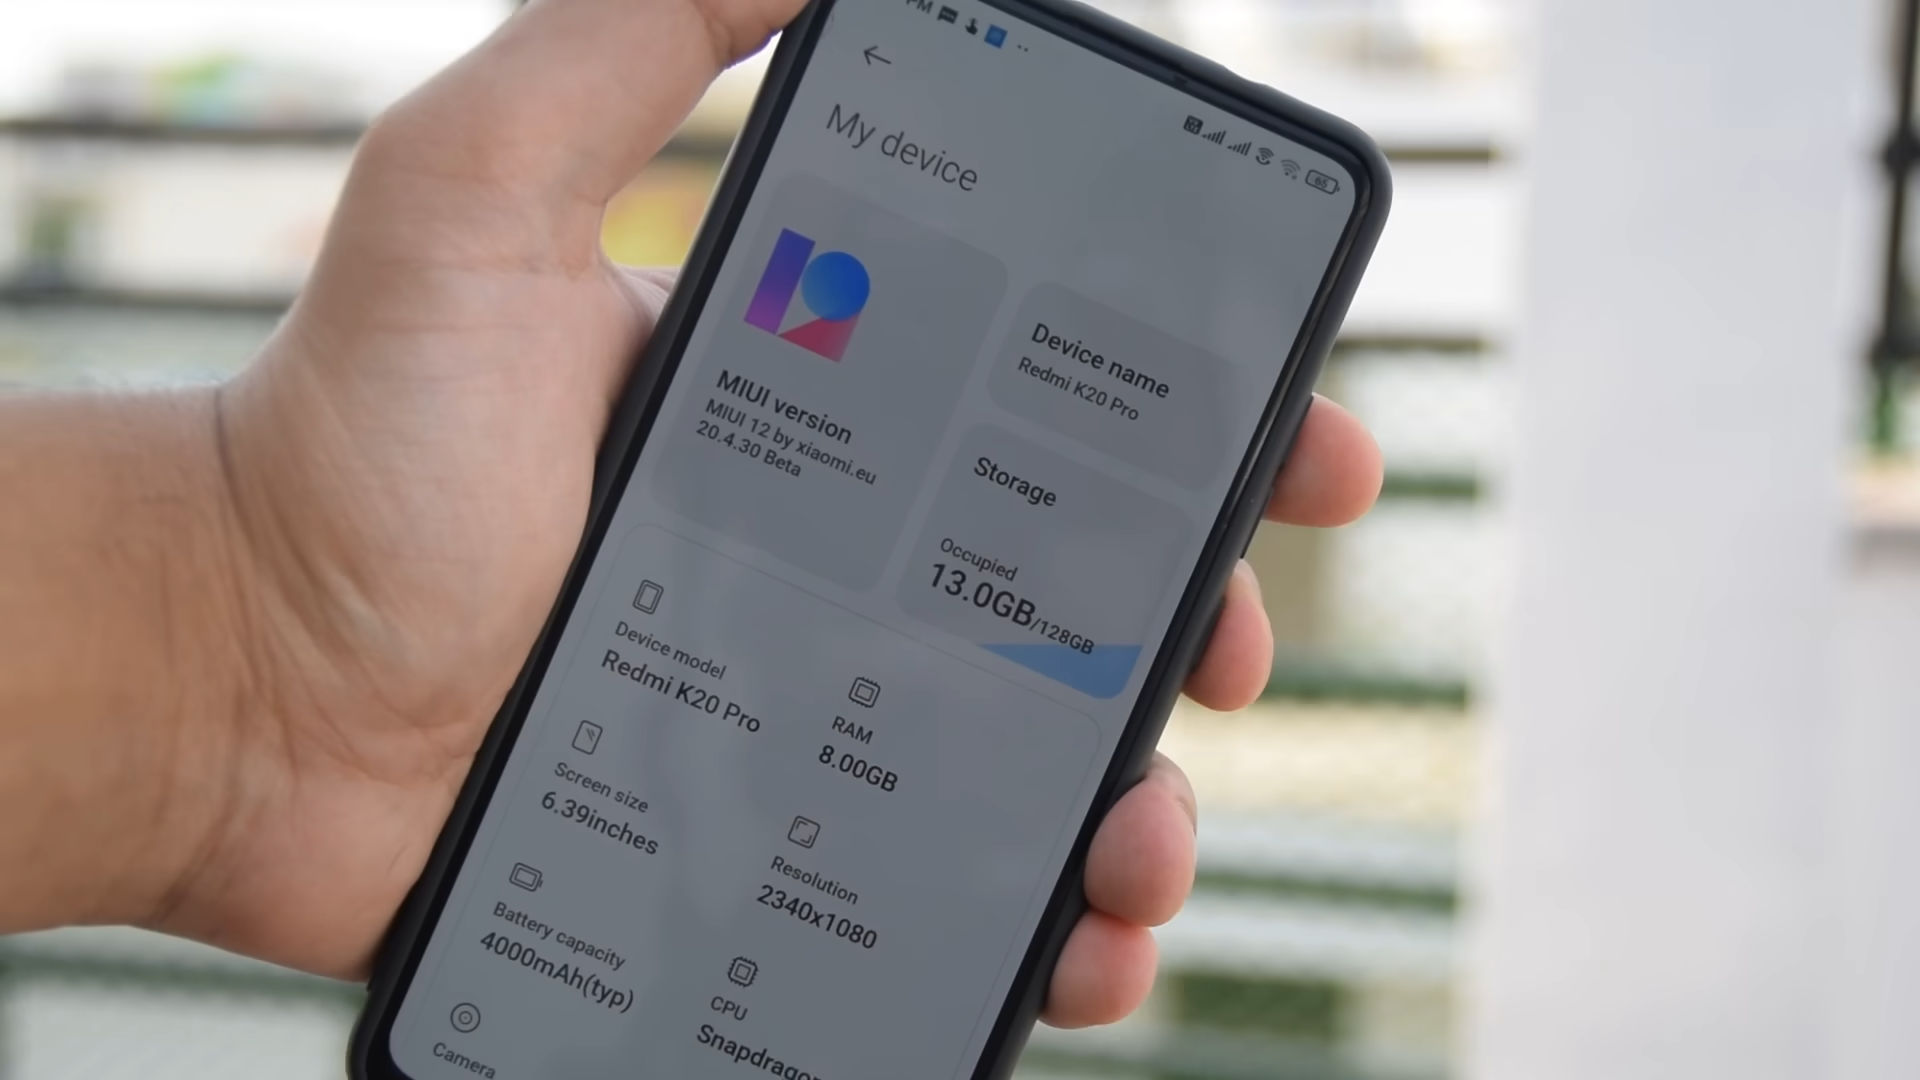 PM
65
My device
MIUI version
MIUI 12 by xiaomi.eu
20.4.30 Beta
Device name
Redmi K20 Pro
Storage
Occupied
13.0GB/128GB
Device model
Redmi K20 Pro
RAM
8.00GB
Screen size
6.39inches
Resolution
2340x1080
Battery capacity
4000mAh(typ)
CPU
Camera